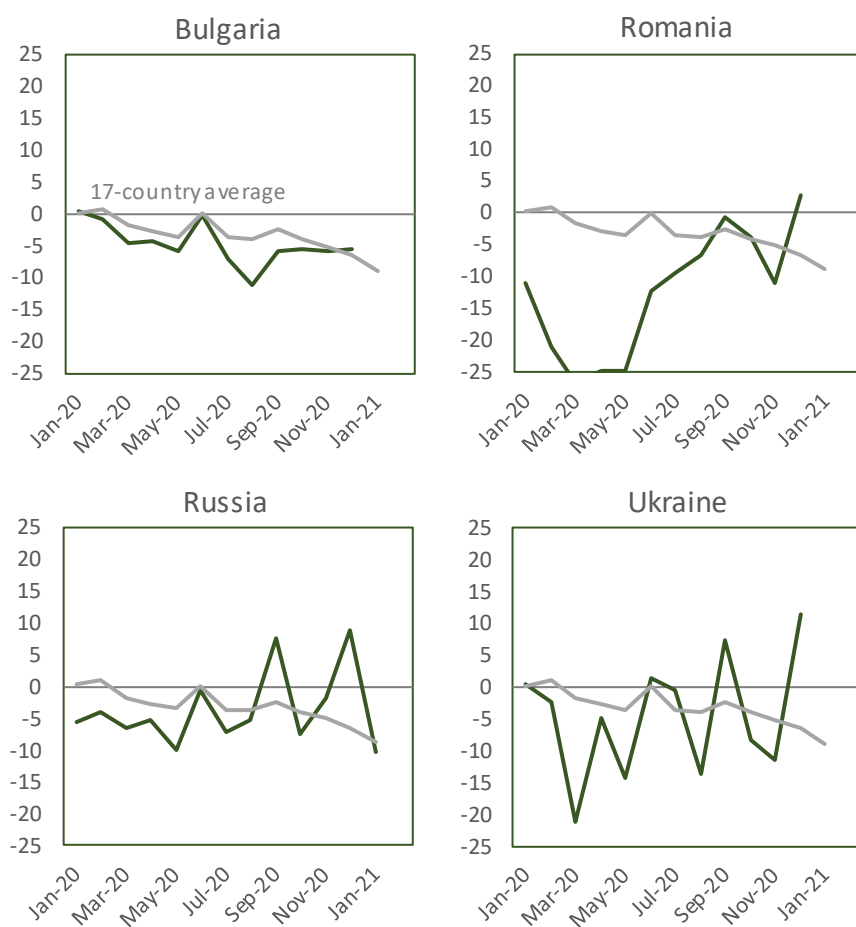 Bulgaria
25
20
15
10
5
0
-5
-10
-15
-20
-25
17-country average
Jan-20
Mar-20
May-20
Jul-20
Sep-20
Nov-20
Jan-21
Romania
25
20
15
10
5
0
-5
-10
-15
-20
-25
Jan-20
Mar-20
May-20
Jul-20
Sep-20
Nov-20
Jan-21
Russia
25
20
15
10
5
0
-5
-10
-15
-20
-25
Jan-20
Mar-20
May-20
Jul-20
Sep-20
Nov-20
Jan-21
Ukraine
25
20
15
10
5
0
-5
-10
-15
-20
-25
Jan-20
Mar-20
May-20
Jul-20
Sep-20
Nov-20
Jan-21